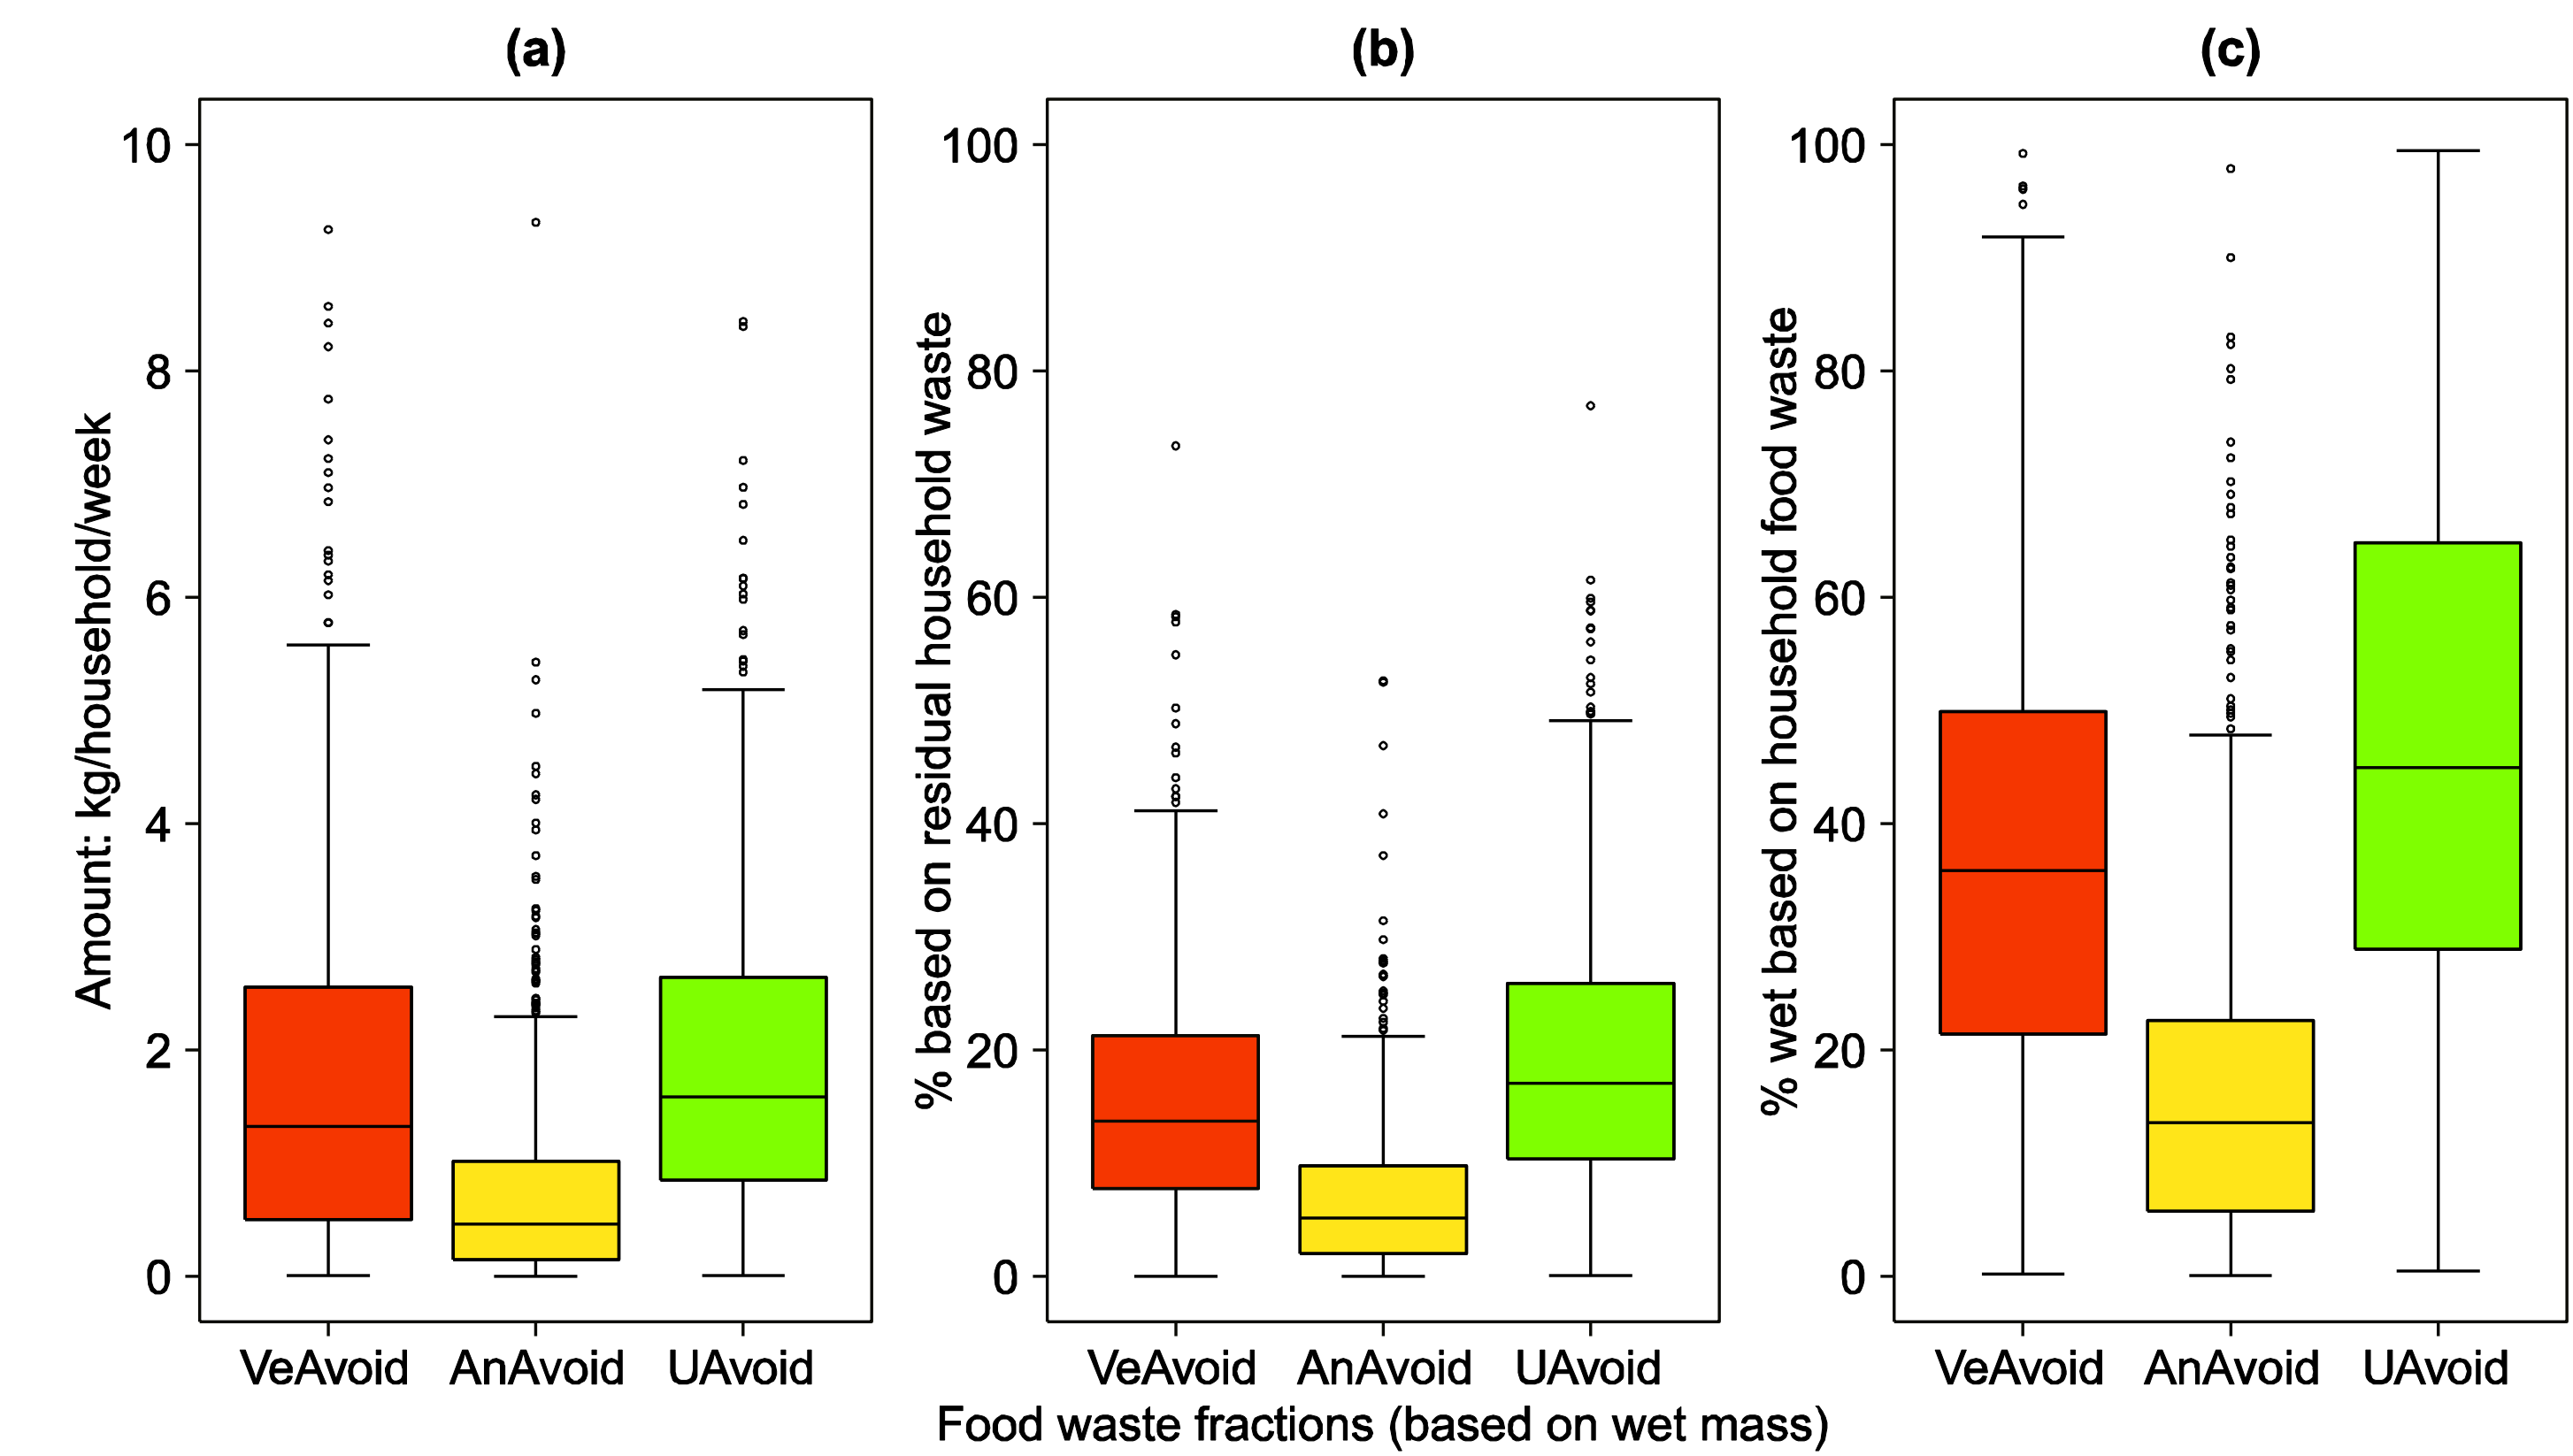 (a)
Amount: kg/household/week
10
8
6
4
2
0
VeAvoid AnAvoid UAvoid
(b)
% based on residual household waste
100
80
60
40
20
0
VeAvoid AnAvoid UAvoid
(c)
% wet based on household food waste
100
80
60
40
20
0
VeAvoid AnAvoid UAvoid
Food waste fractions (based on wet mass)